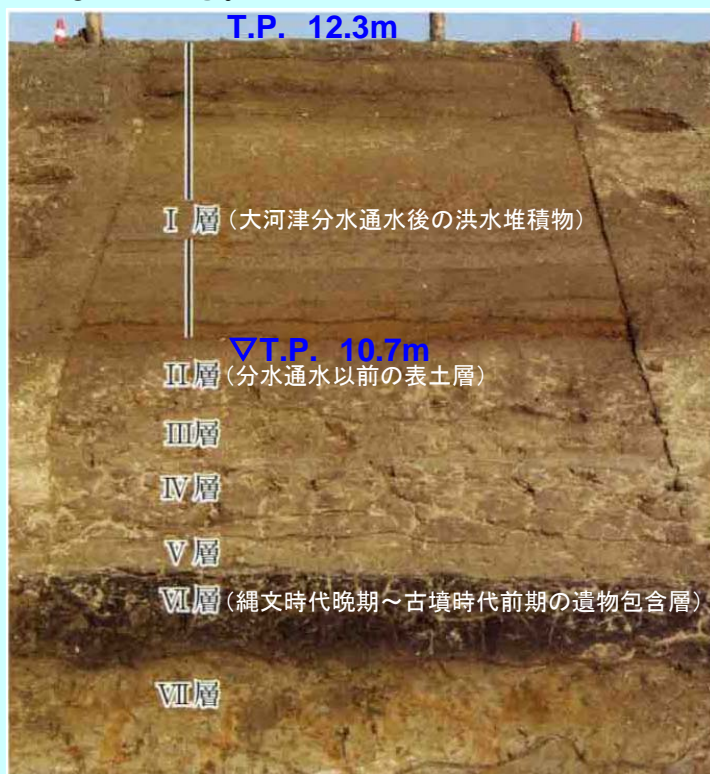 T.P. 12.3m
I 層(大河津分水通水後の洪水堆積物)
▽T.P. 10.7m
II層(分水通水以前の表土層)
III層
IV層
V層
VI層(縄文時代晩期～古墳時代前期の遺物包含層)
VII層